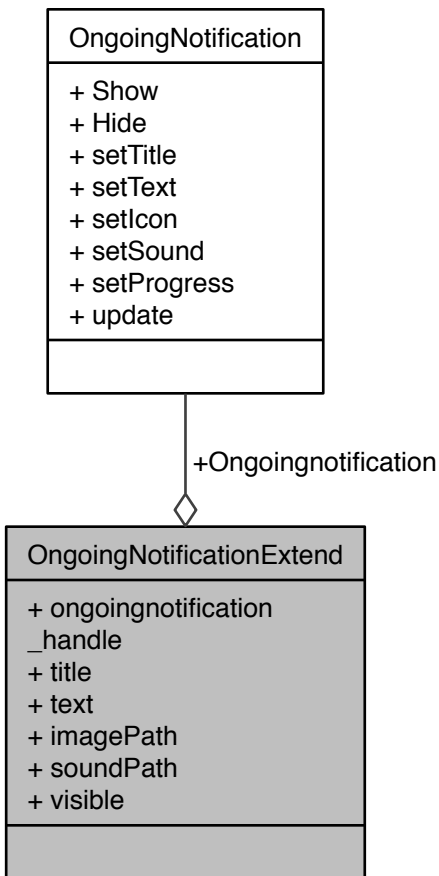 OngoingNotification
+ Show
+ Hide
+ setTitle
+ setText
+ setIcon
+ setSound
+ setProgress
+ update
+Ongoingnotification
OngoingNotificationExtend
+ ongoingnotification
_handle
+ title
+ text
+ imagePath
+ soundPath
+ visible